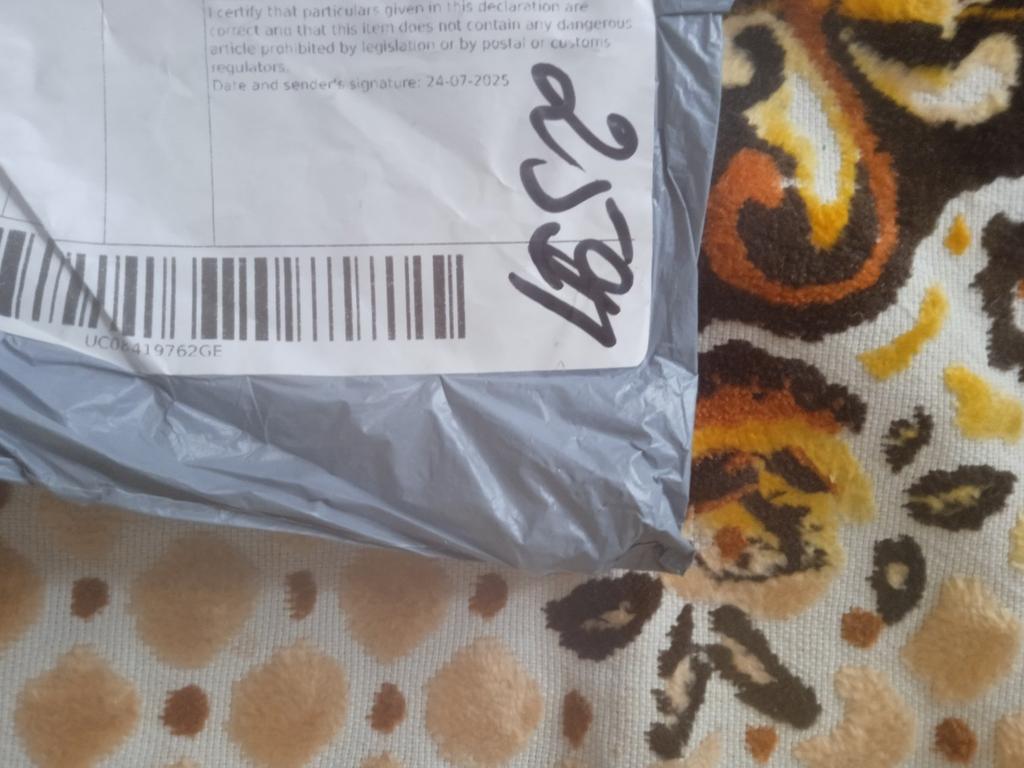 I certify that particulars given in this declaration are
correct and that this item does not contain any dangerous
article prohibited by legislation or by postal or customs
regulators.
Date and sender's signature: 24-07-2025
UC06419762GE